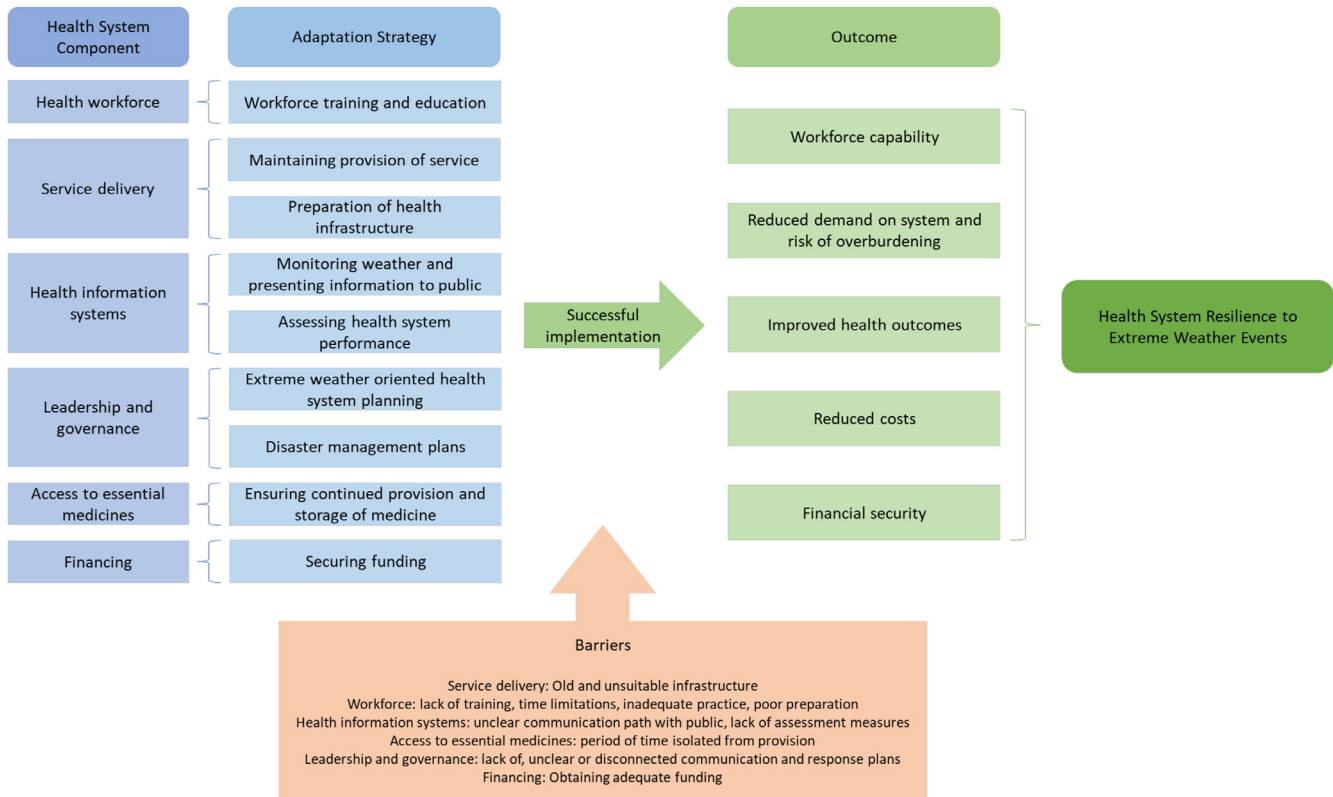 Health System
Component
Adaptation Strategy
Outcome
Health workforce
Workforce training and education
Service delivery
Maintaining provision of service
Preparation of health
infrastructure
Health information
systems
Monitoring weather and
presenting information to public
Assessing health system
performance
Leadership and
governance
Extreme weather oriented health
system planning
Disaster management plans
Access to essential
medicines
Ensuring continued provision and
storage of medicine
Financing
Securing funding
Successful
implementation
Workforce capability
Reduced demand on system and
risk of overburdening
Improved health outcomes
Reduced costs
Financial security
Health System Resilience to
Extreme Weather Events
Barriers
Service delivery: Old and unsuitable infrastructure
Workforce: lack of training, time limitations, inadequate practice, poor preparation
Health information systems: unclear communication path with public, lack of assessment measures
Access to essential medicines: period of time isolated from provision
Leadership and governance: lack of, unclear or disconnected communication and response plans
Financing: Obtaining adequate funding